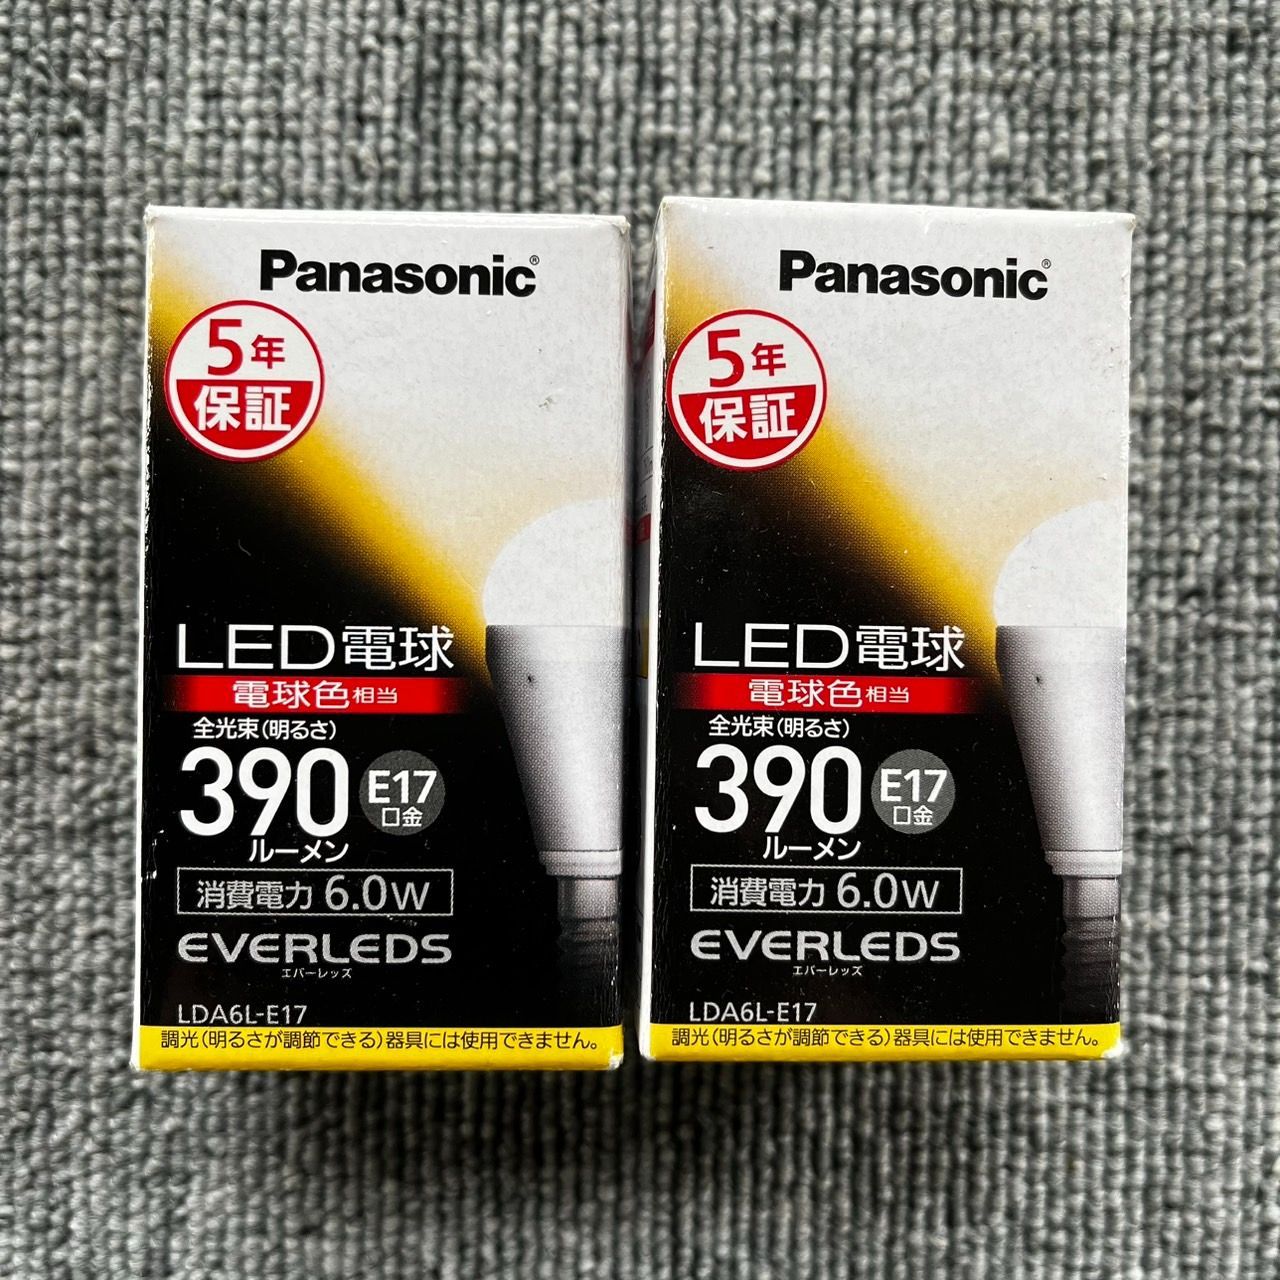 Panasonic®
5年
保証
LED電球
電球色相当
全光束(明るさ)
390
ルーメン
E17
口金
消費電力 6.0W
EVERLEDS
エバーレッズ
LDA6L-E17
調光(明るさが調節できる)器具には使用できません。
Panasonic®
5年
保証
LED電球
電球色相当
全光束(明るさ)
390
ルーメン
E17
口金
消費電力 6.0W
EVERLEDS
エバーレッズ
LDA6L-E17
調光(明るさが調節できる)器具には使用できません。